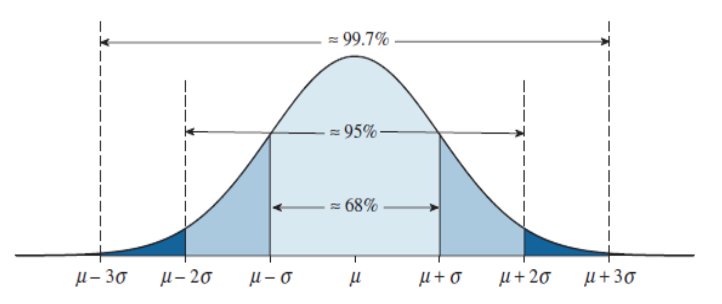 ≈ 99.7%
≈ 95%
≈ 68%
μ − 3σ μ − 2σ μ − σ μ μ + σ μ + 2σ μ + 3σ